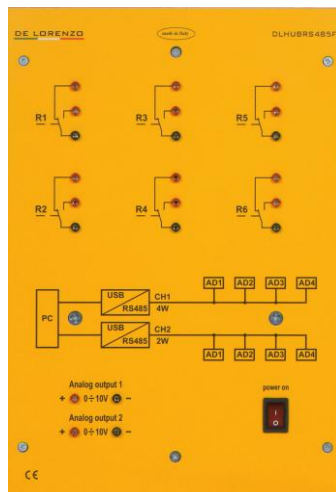 DE LORENZO
made in Italy
DLHUBRS485F
R1
R3
R5
R2
R4
R6
AD1 AD2 AD3 AD4
USB
RS485
CH1
4W
PC
USB
RS485
CH2
2W
AD1 AD2 AD3 AD4
Analog output 1
+ 0÷10V −
Analog output 2
+ 0÷10V −
power on
I
O
CE